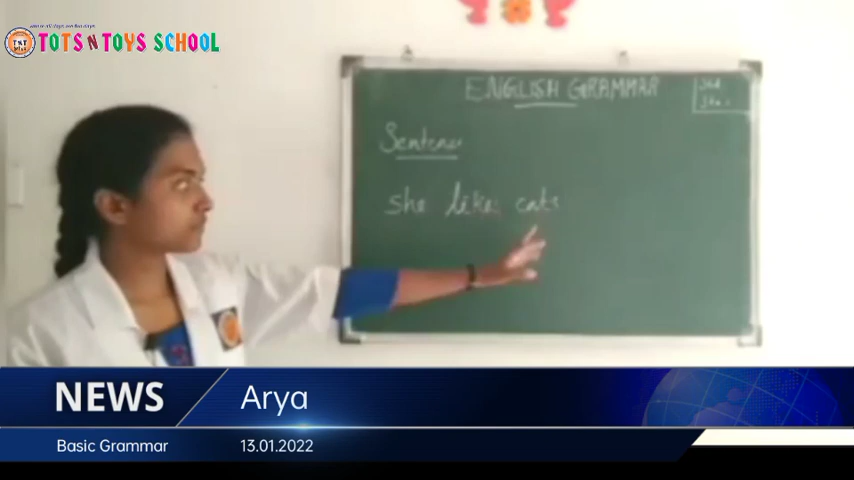 TOTS N TOYS SCHOOL
ENGLISH GRAMMAR
Sentence
she likes cats
NEWS
Arya
Basic Grammar
13.01.2022